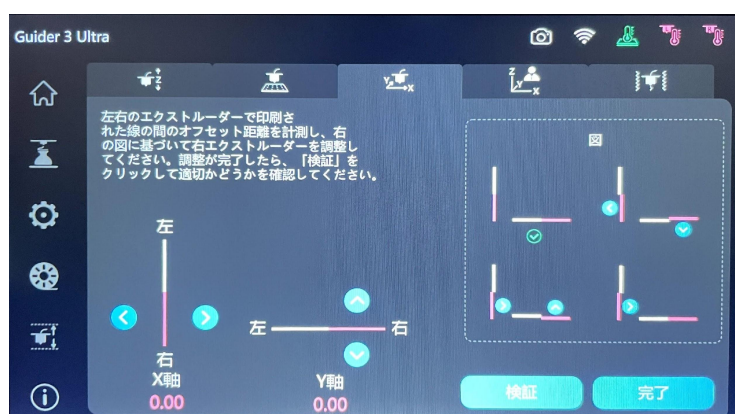 Guider 3 Ultra
左右のエクストルーダーで印刷さ
れた線の間のオフセット距離を計測し、右
の図に基づいて右エクストルーダーを調整し
てください。調整が完了したら、「検証」を
クリックして適切かどうかを確認してください。
図
左
右
X軸
0.00
左
右
Y軸
0.00
検証
完了